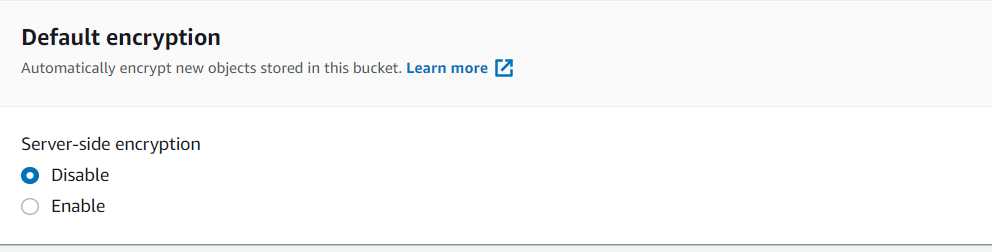 Default encryption
Automatically encrypt new objects stored in this bucket. Learn more
Server-side encryption
Disable
Enable